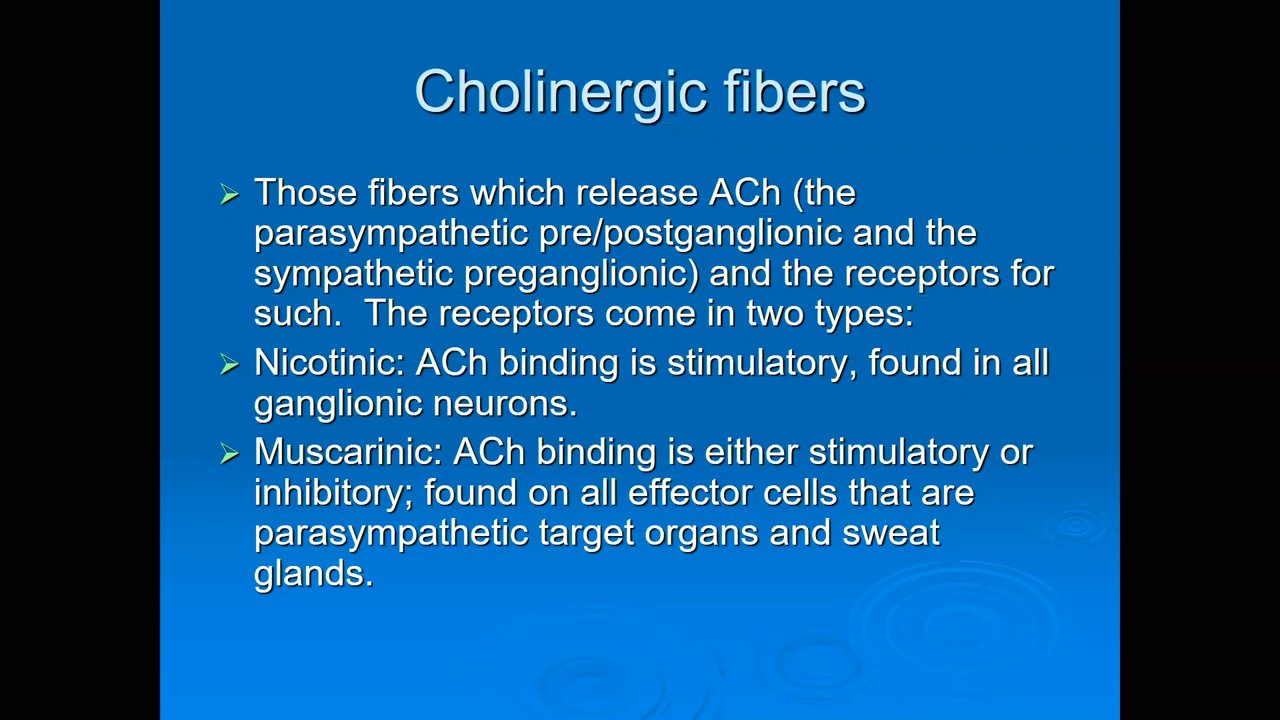 Cholinergic fibers
Those fibers which release ACh (the
parasympathetic pre/postganglionic and the
sympathetic preganglionic) and the receptors for
such.  The receptors come in two types:
Nicotinic: ACh binding is stimulatory, found in all
ganglionic neurons.
Muscarinic: ACh binding is either stimulatory or
inhibitory; found on all effector cells that are
parasympathetic target organs and sweat
glands.